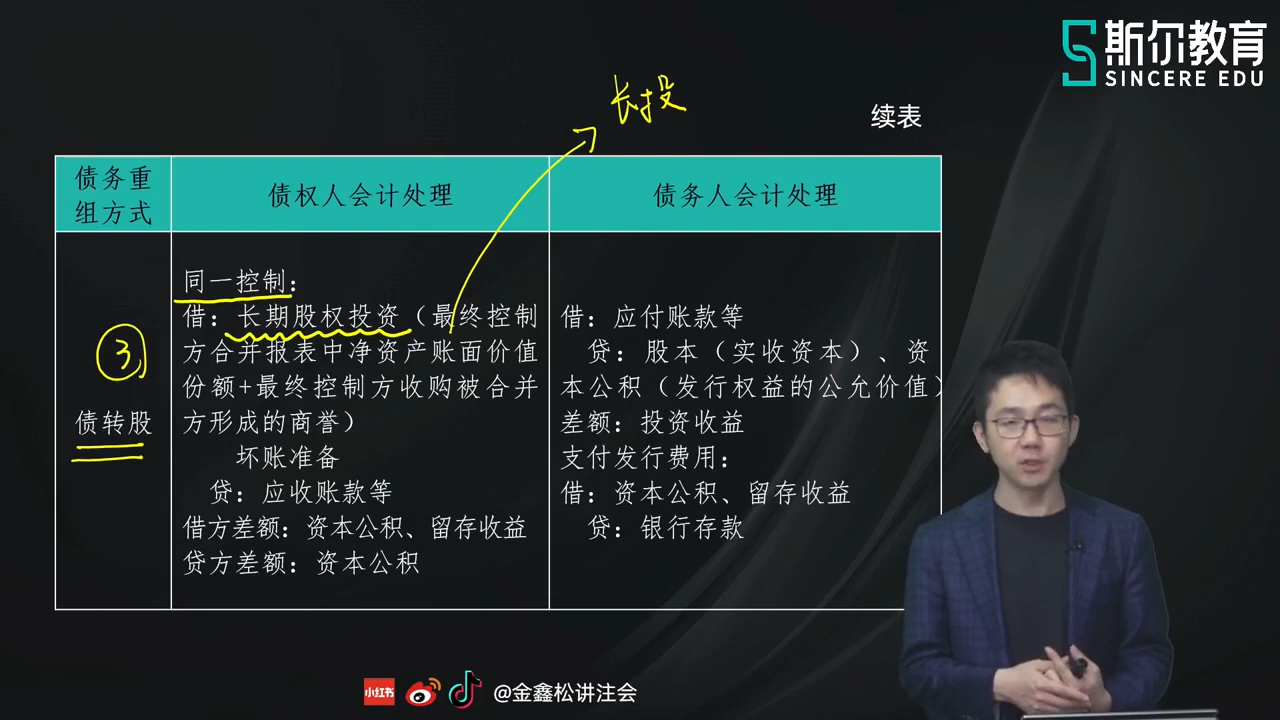 斯尔教育
SINCERE EDU
长投
续表
债务重
组方式
债权人会计处理
债务人会计处理
③
债转股
同一控制：
借：长期股权投资（最终控制
方合并报表中净资产账面价值
份额+最终控制方收购被合并
方形成的商誉）
坏账准备
贷：应收账款等
借方差额：资本公积、留存收益
贷方差额：资本公积
借：应付账款等
贷：股本（实收资本）、资
本公积（发行权益的公允价值）
差额：投资收益
支付发行费用：
借：资本公积、留存收益
贷：银行存款
小红书
@金鑫松讲注会